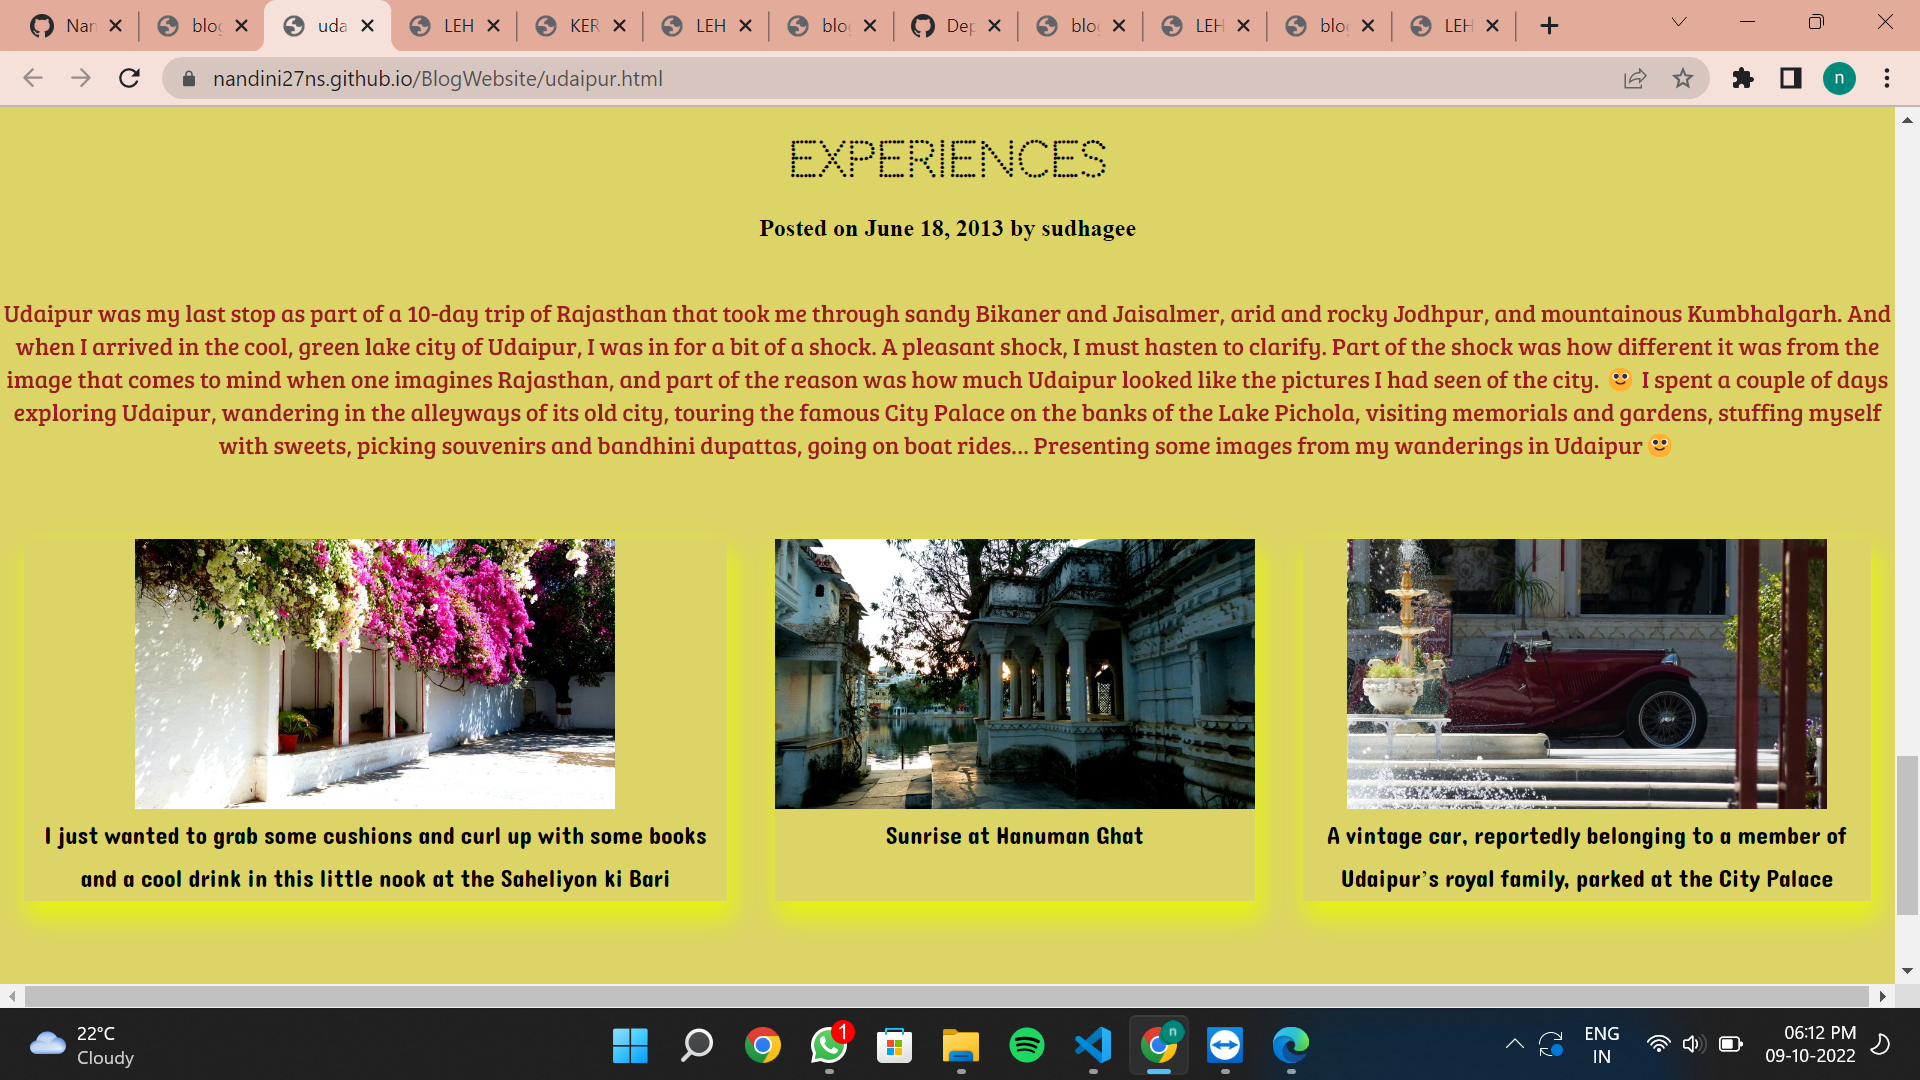 Nan
blog
uda
LEH
KER
LEH
blog
Dep
blog
LEH
blog
LEH
nandini27ns.github.io/BlogWebsite/udaipur.html
n
EXPERIENCES
Posted on June 18, 2013 by sudhagee
Udaipur was my last stop as part of a 10-day trip of Rajasthan that took me through sandy Bikaner and Jaisalmer, arid and rocky Jodhpur, and mountainous Kumbhalgarh. And
when I arrived in the cool, green lake city of Udaipur, I was in for a bit of a shock. A pleasant shock, I must hasten to clarify. Part of the shock was how different it was from the
image that comes to mind when one imagines Rajasthan, and part of the reason was how much Udaipur looked like the pictures I had seen of the city. 🙂 I spent a couple of days
exploring Udaipur, wandering in the alleyways of its old city, touring the famous City Palace on the banks of the Lake Pichola, visiting memorials and gardens, stuffing myself
with sweets, picking souvenirs and bandhini dupattas, going on boat rides... Presenting some images from my wanderings in Udaipur 🙂
I just wanted to grab some cushions and curl up with some books
and a cool drink in this little nook at the Saheliyon ki Bari
Sunrise at Hanuman Ghat
A vintage car, reportedly belonging to a member of
Udaipur's royal family, parked at the City Palace
22°C
Cloudy
1
n
ENG
IN
06:12 PM
09-10-2022